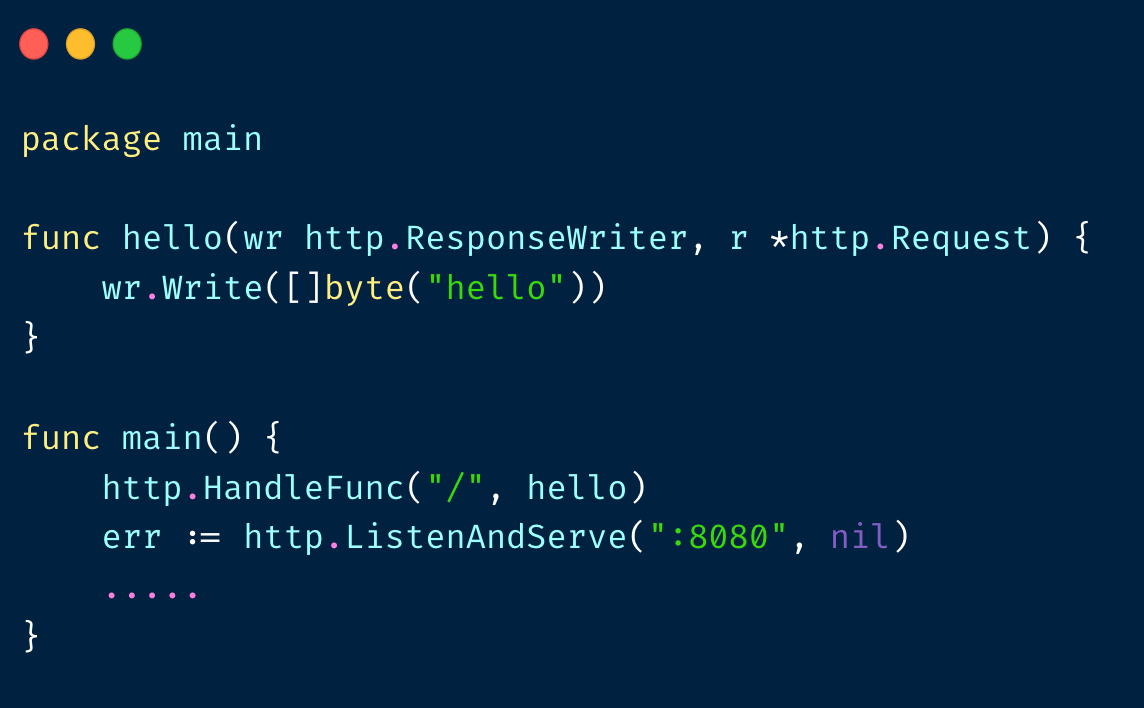 package main
func hello(wr http.ResponseWriter, r *http.Request) {
    wr.Write([]byte("hello"))
}
func main() {
    http.HandleFunc("/", hello)
    err := http.ListenAndServe(":8080", nil)
    .....
}